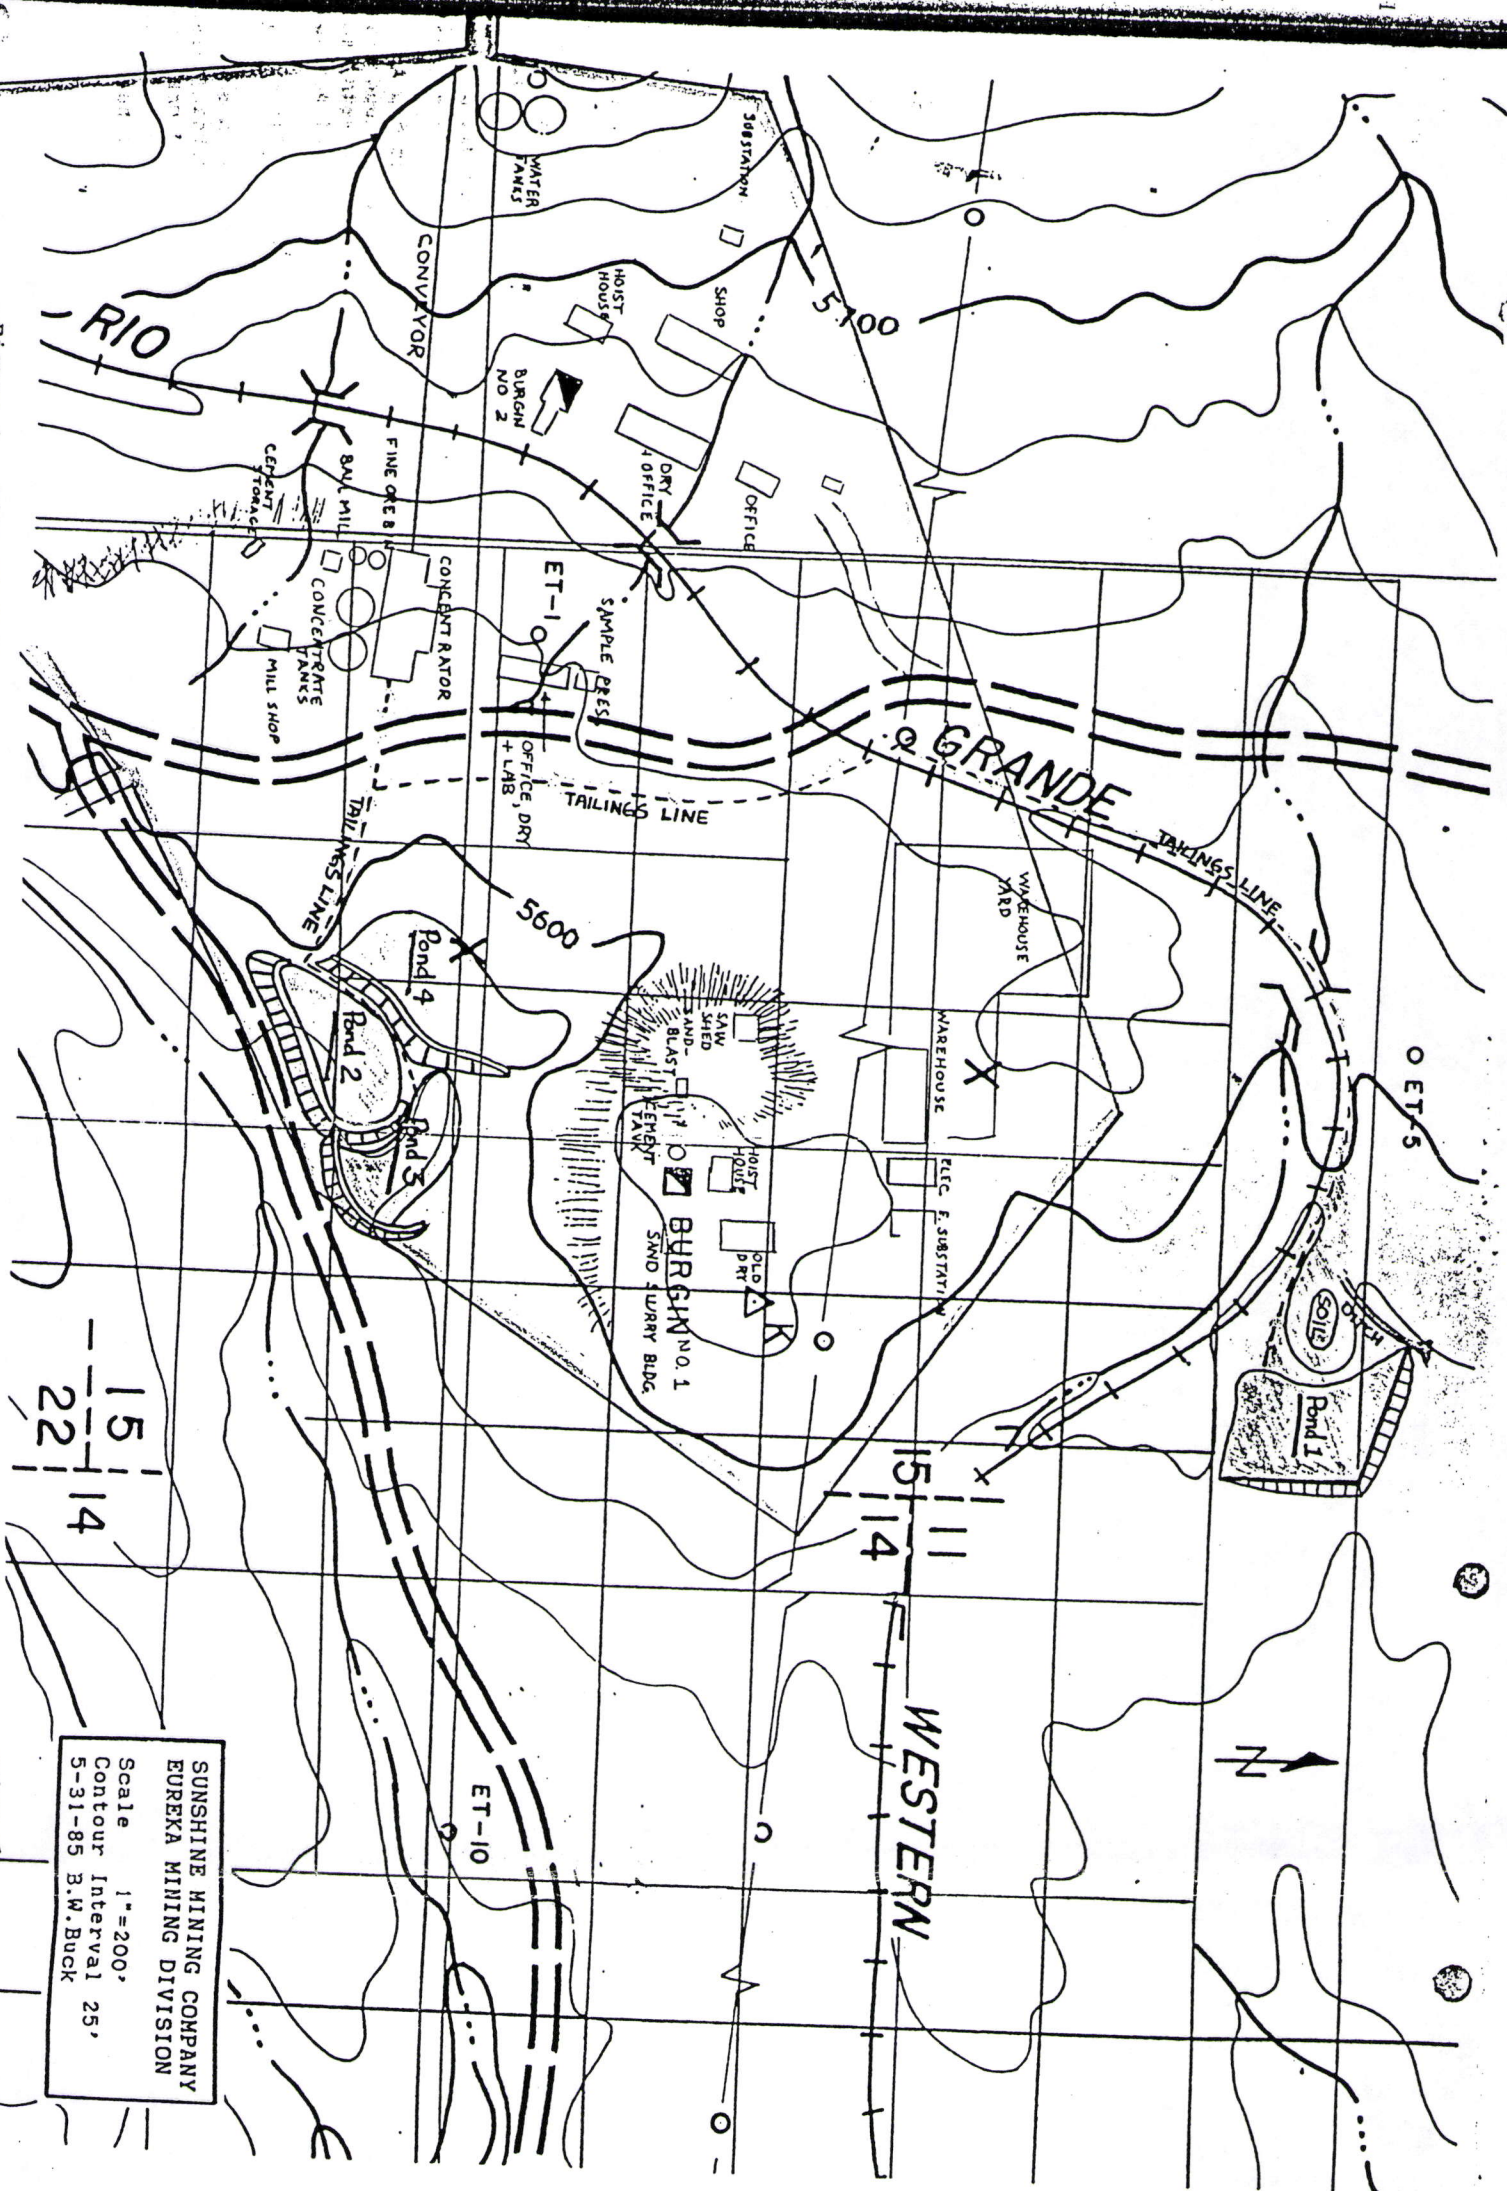 SUBSTATION
WATER
TANKS
CONVEYOR
HOIST
HOUSE
SHOP
5700
RIO
BURGIN
NO 2
FINE ORE BIN
BALL MILL
CEMENT
STORAGE
DRY
+ OFFICE
OFFICE
CONCENTRATOR
CONCENTRATE
TANKS
MILL SHOP
ET-1
SAMPLE PRES.
OFFICE, DRY
+ LAB
TAILINGS LINE
TAILINGS LINE
GRANDE
TAILINGS LINE
WAREHOUSE
YARD
5600
Pond 4
Pond 2
Pond 3
SAW
SHED
SAND-
BLAST
CEMENT
TANK
HOIST
HOUSE
WAREHOUSE
ELEC. E. SUBSTATION
BURGIN NO. 1
SAND SLURRY BLDG.
OLD
DRY
K
ET-5
SOIL
DITCH
Pond 1
15 11
14
15 14
22
WESTERN
N
ET-10
SUNSHINE MINING COMPANY
EUREKA MINING DIVISION
Scale 1"=200'
Contour Interval 25'
5-31-85 B.W.Buck